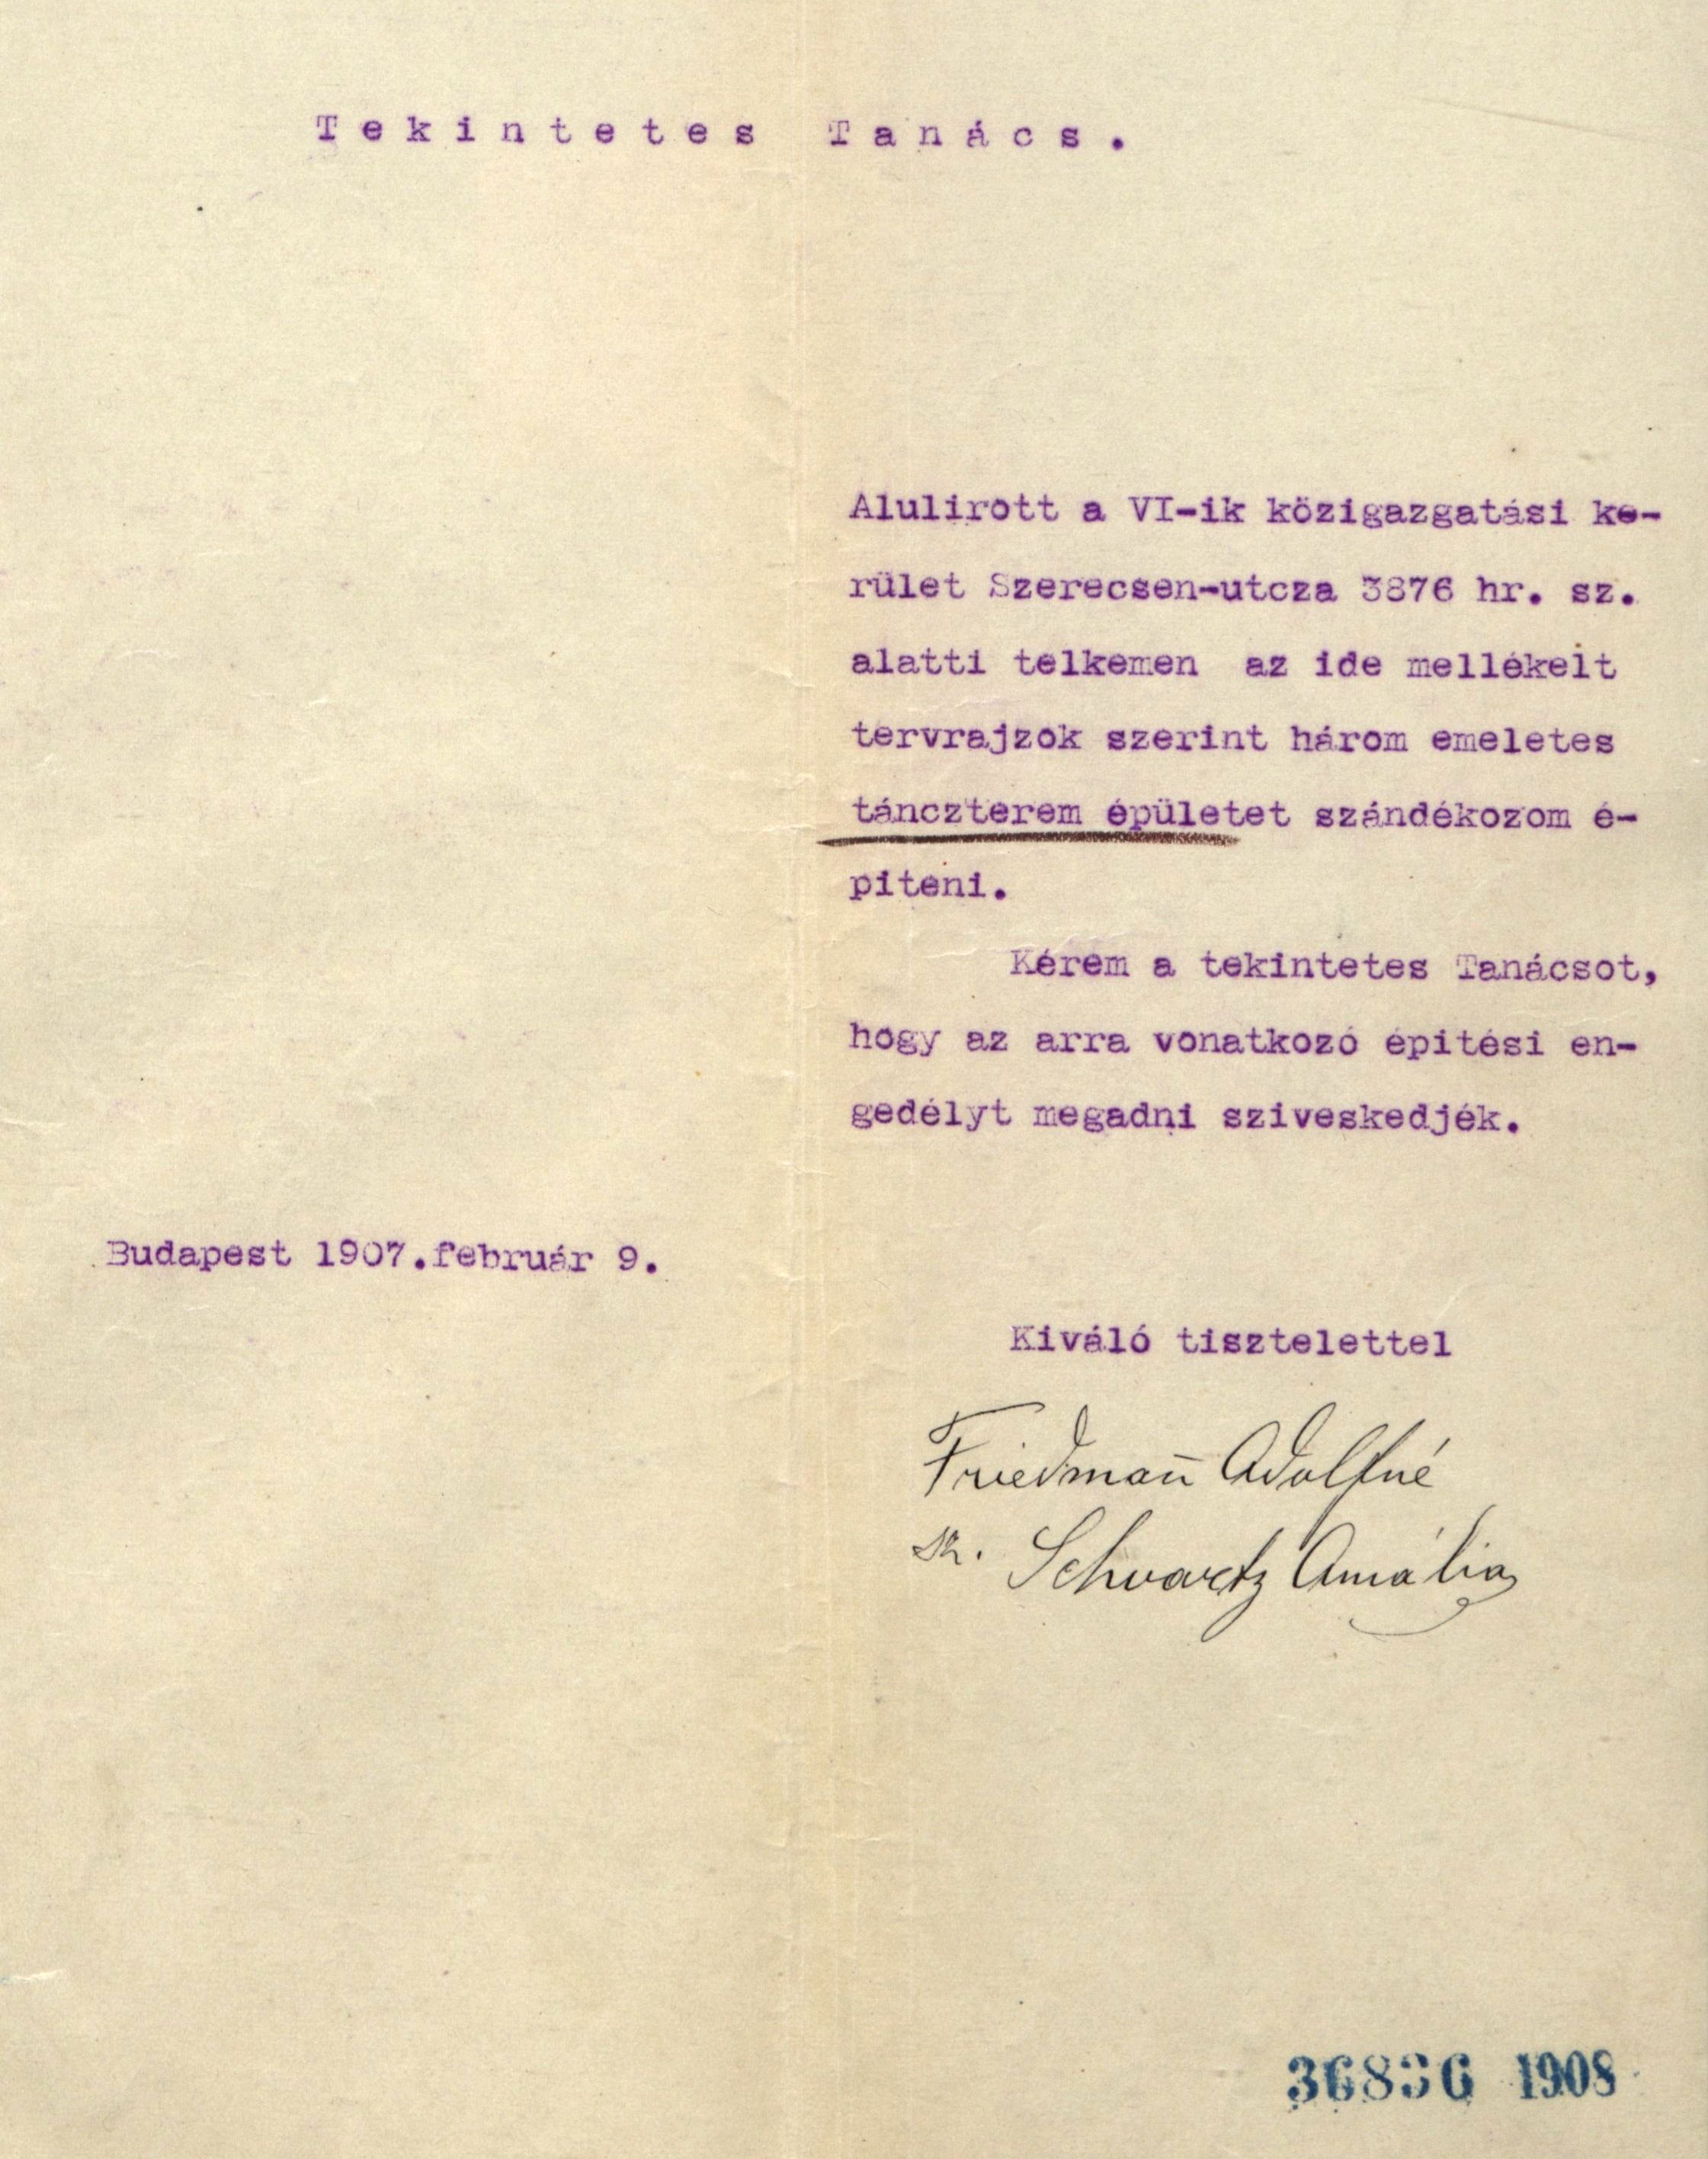 Tekintetes Tanács.
Alulirott a VI-ik közigazgatási ke-
rület Szerecsen-utcza 3876 hr. sz.
alatti telkemen az ide mellékelt
tervrajzok szerint három emeletes
tánczterem épületet szándékozom é-
piteni.
Kérem a tekintetes Tanácsot,
hogy az arra vonatkozó épitési en-
gedélyt megadni sziveskedjék.
Budapest 1907.február 9.
Kiváló tisztelettel
Friedman̄ Adolfné
sz. Schvartz Amália
36836 1908